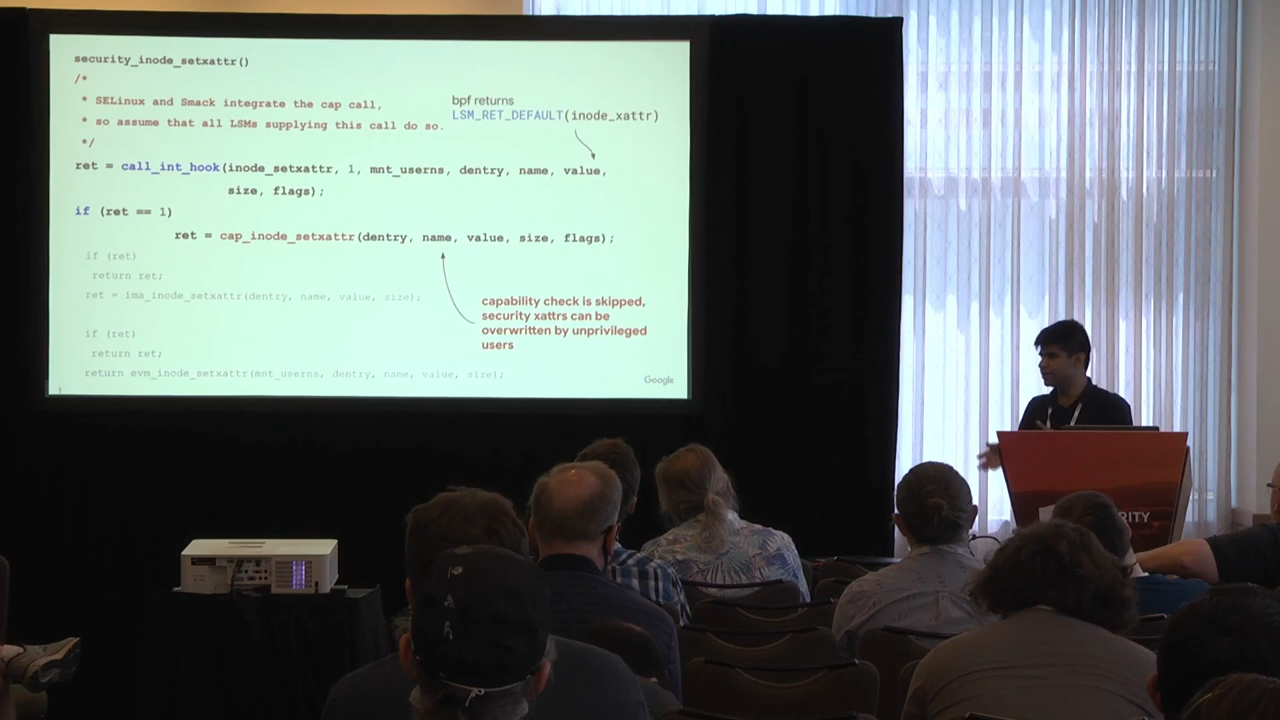 security_inode_setxattr()
/*
* SELinux and Smack integrate the cap call,
* so assume that all LSMs supplying this call do so.
*/
bpf returns
LSM_RET_DEFAULT(inode_xattr)
ret = call_int_hook(inode_setxattr, 1, mnt_userns, dentry, name, value,
size, flags);
if (ret == 1)
ret = cap_inode_setxattr(dentry, name, value, size, flags);
if (ret)
return ret;
ret = ima_inode_setxattr(dentry, name, value, size);
capability check is skipped,
security xattrs can be
overwritten by unprivileged
users
if (ret)
return ret;
return evm_inode_setxattr(mnt_userns, dentry, name, value, size);
Google
RITY